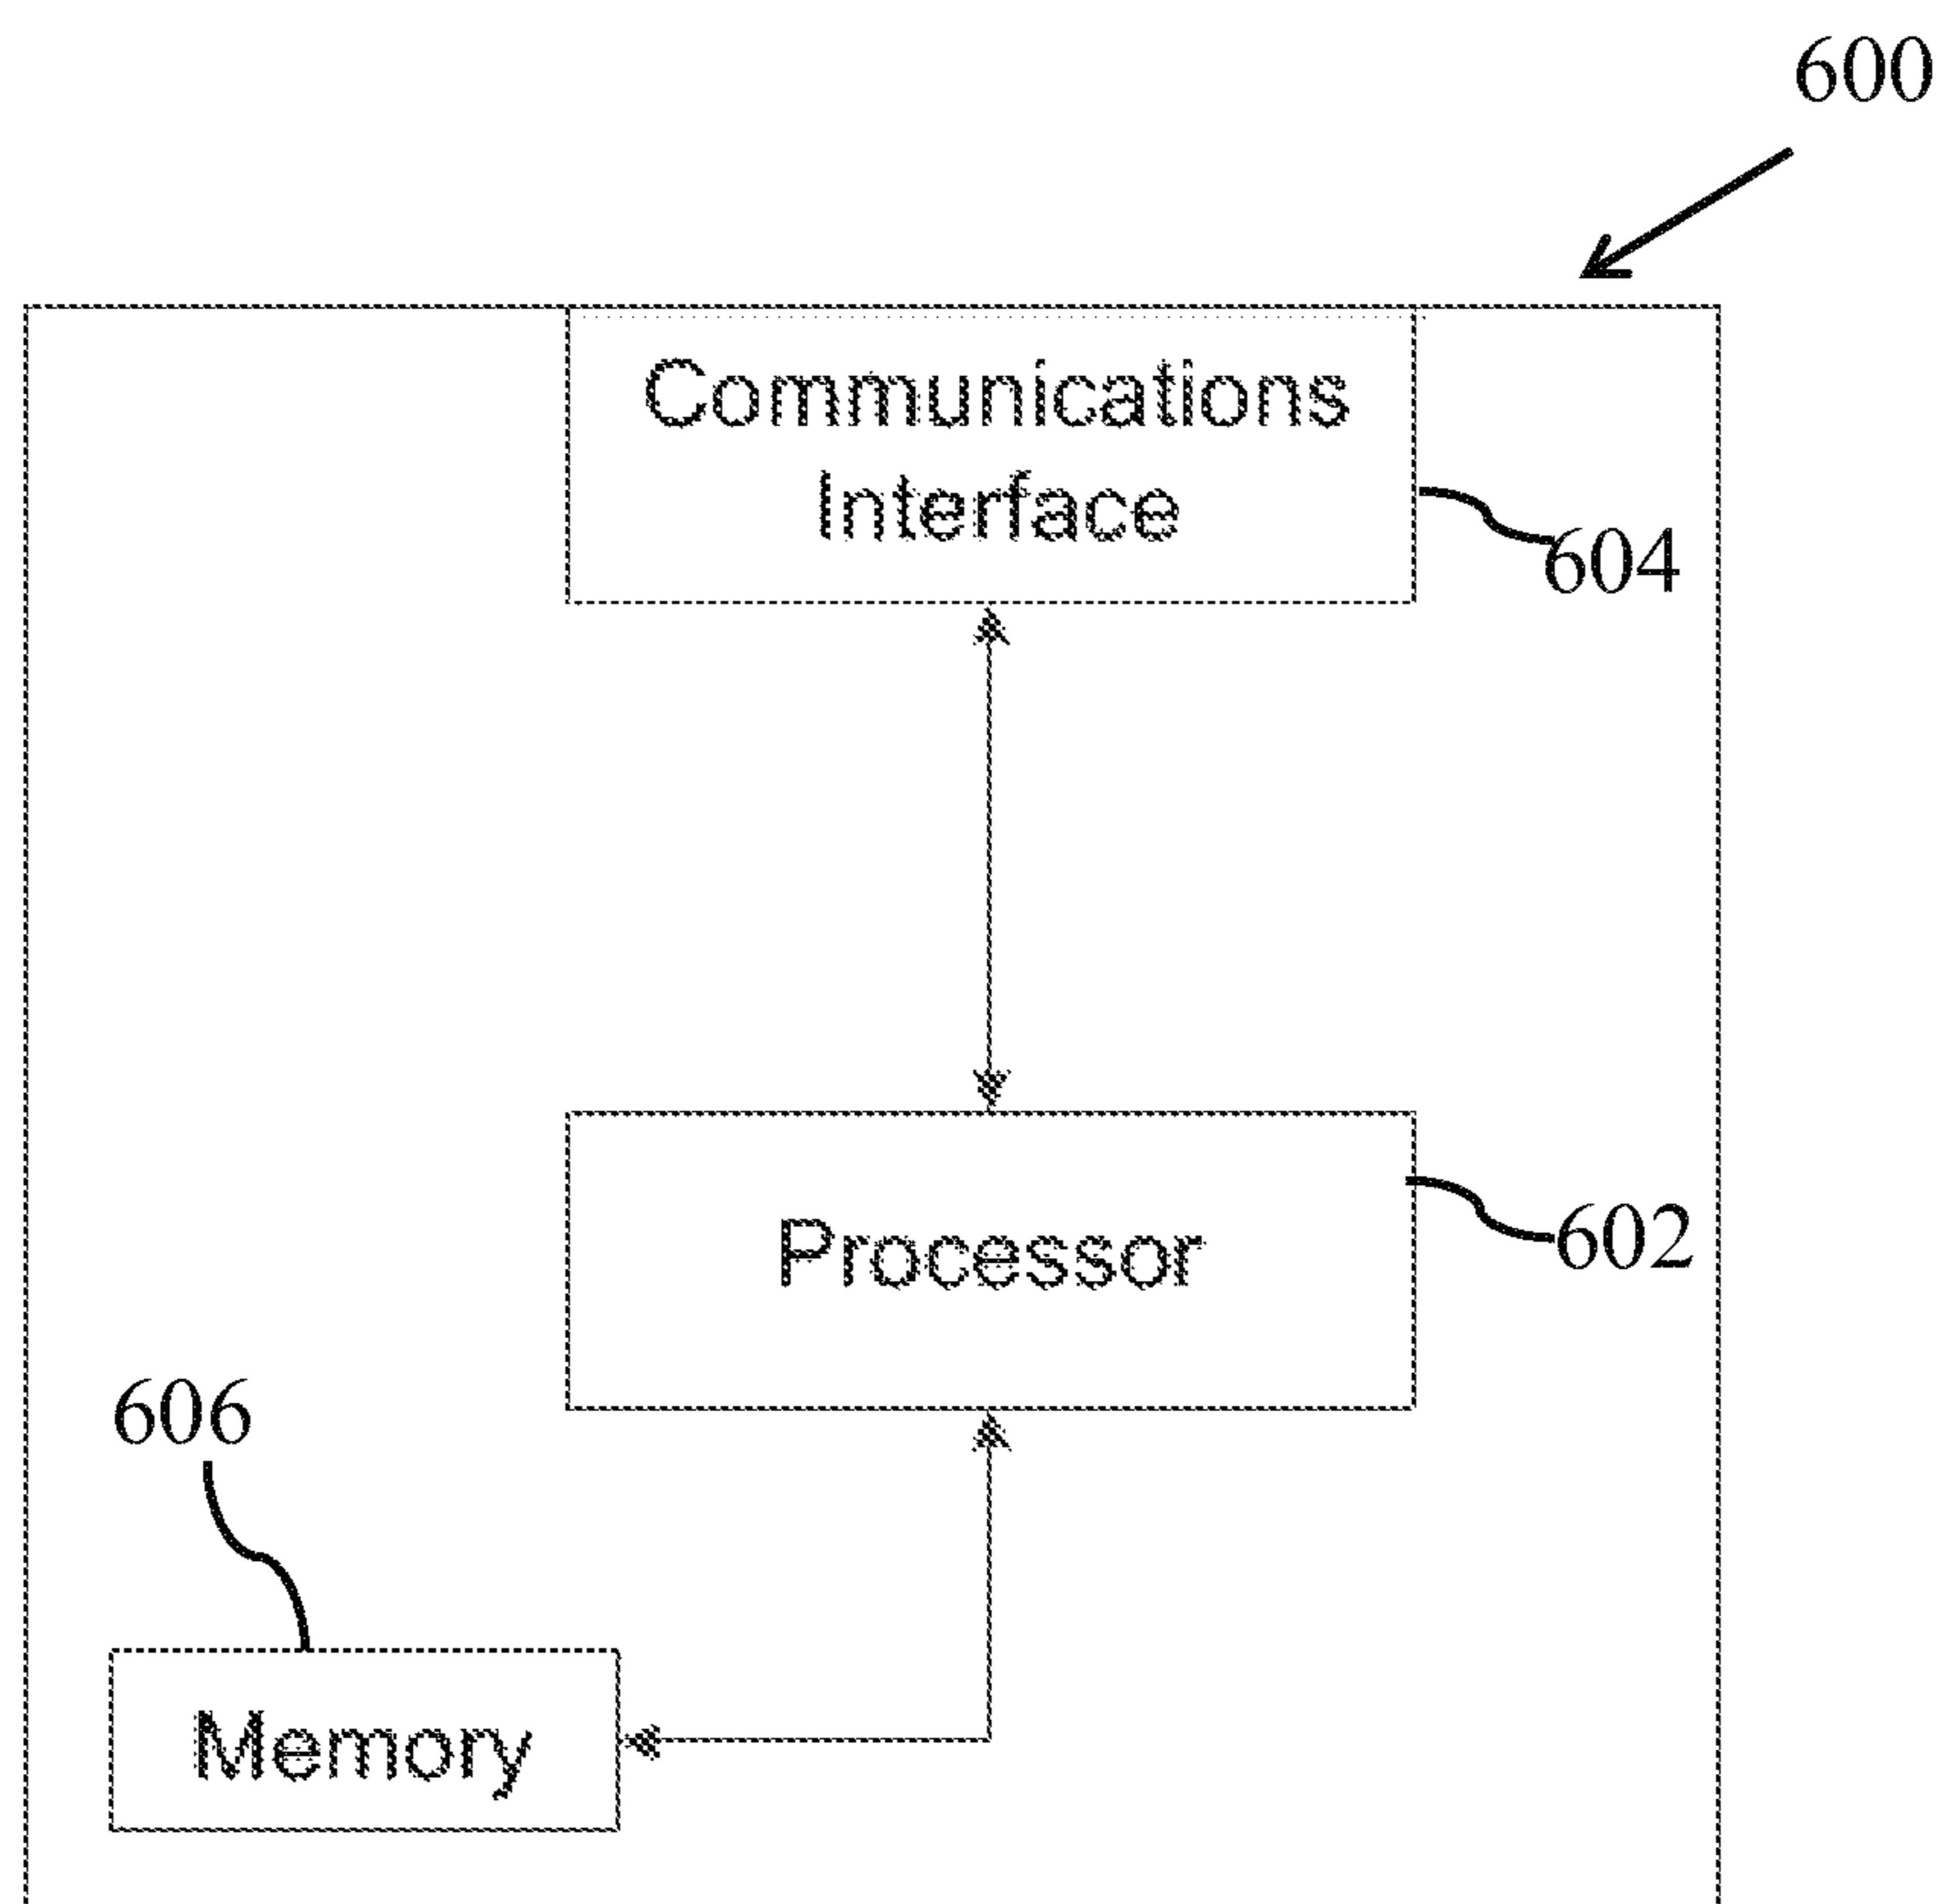 600
Communications
Interface
604
Processor
602
606
Memory